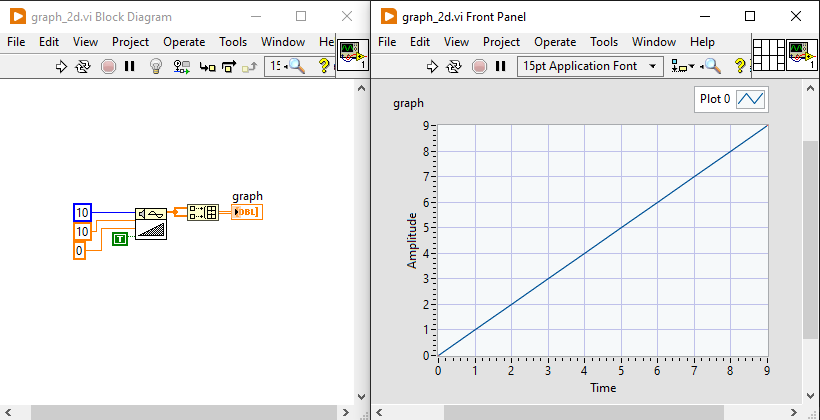 graph_2d.vi Block Diagram
File Edit View Project Operate Tools Window He
15
1
graph
10
10
0
T
DBL]
graph_2d.vi Front Panel
File Edit View Project Operate Tools Window Help
15pt Application Font
1
graph
Plot 0
Amplitude
9
8
7
6
5
4
3
2
1
0
0 1 2 3 4 5 6 7 8 9
Time